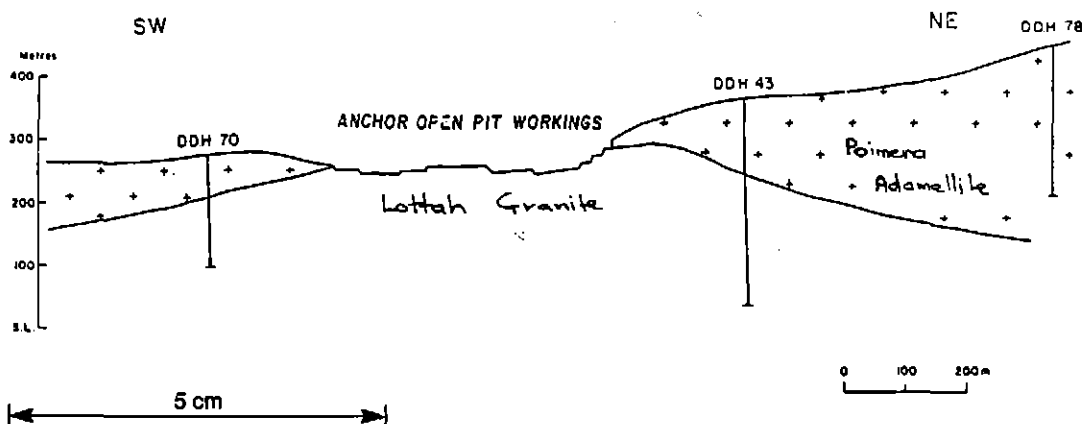 SW
NE
DDH 78
Metres
400
DDH 43
300
ANCHOR OPEN PIT WORKINGS
DDH 70
Poimena
Adamellite
200
Lottah Granite
100
S.L.
0 100 200m
5 cm